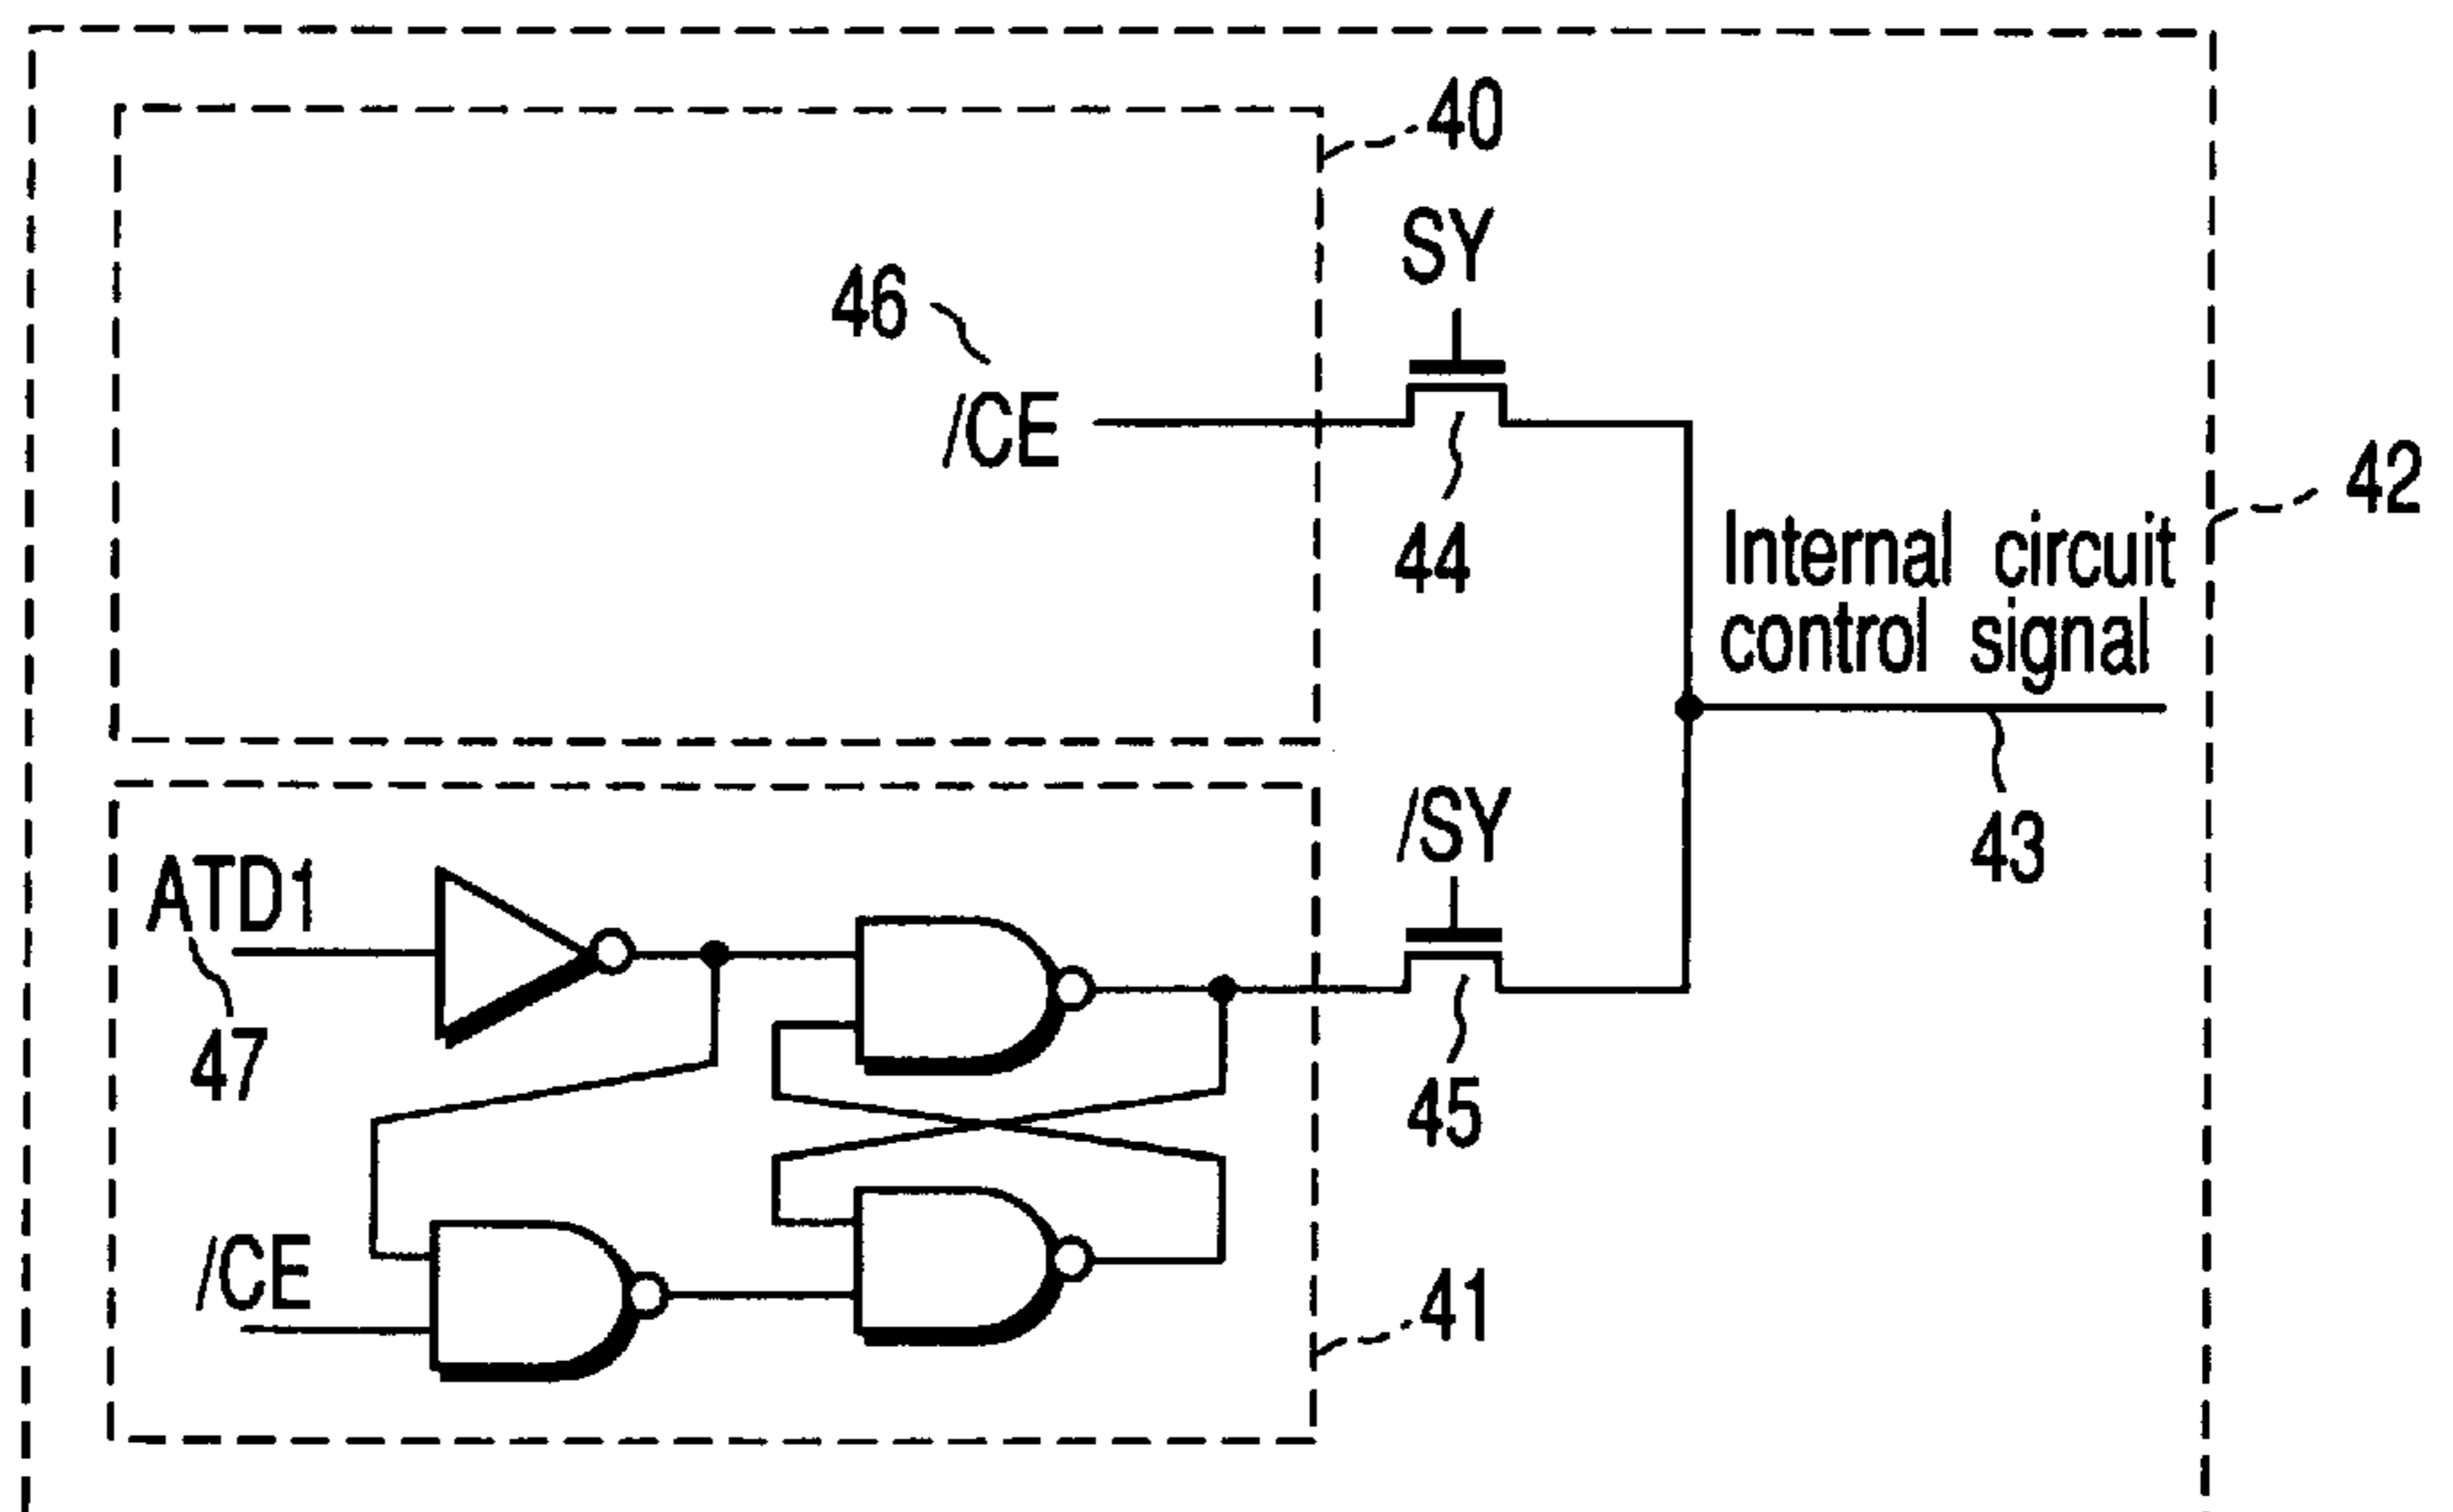 40
SY
46
/CE
44
42
Internal circuit
control signal
43
/SY
ATD1
47
45
/CE
41